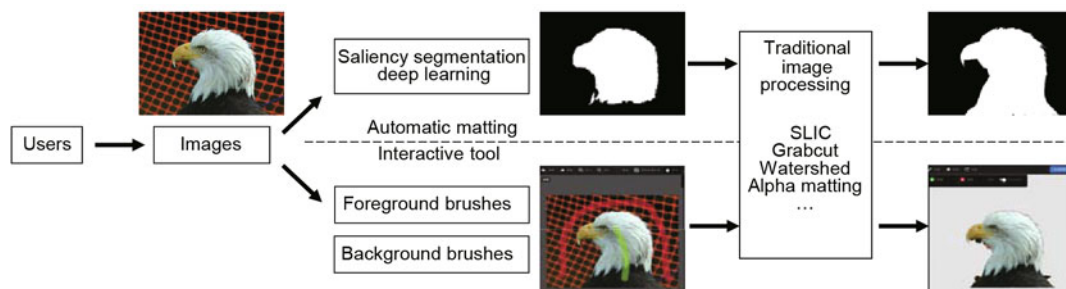 Users
Images
Saliency segmentation
deep learning
Automatic matting
Interactive tool
Foreground brushes
Background brushes
Traditional
image
processing
SLIC
Grabcut
Watershed
Alpha matting
...